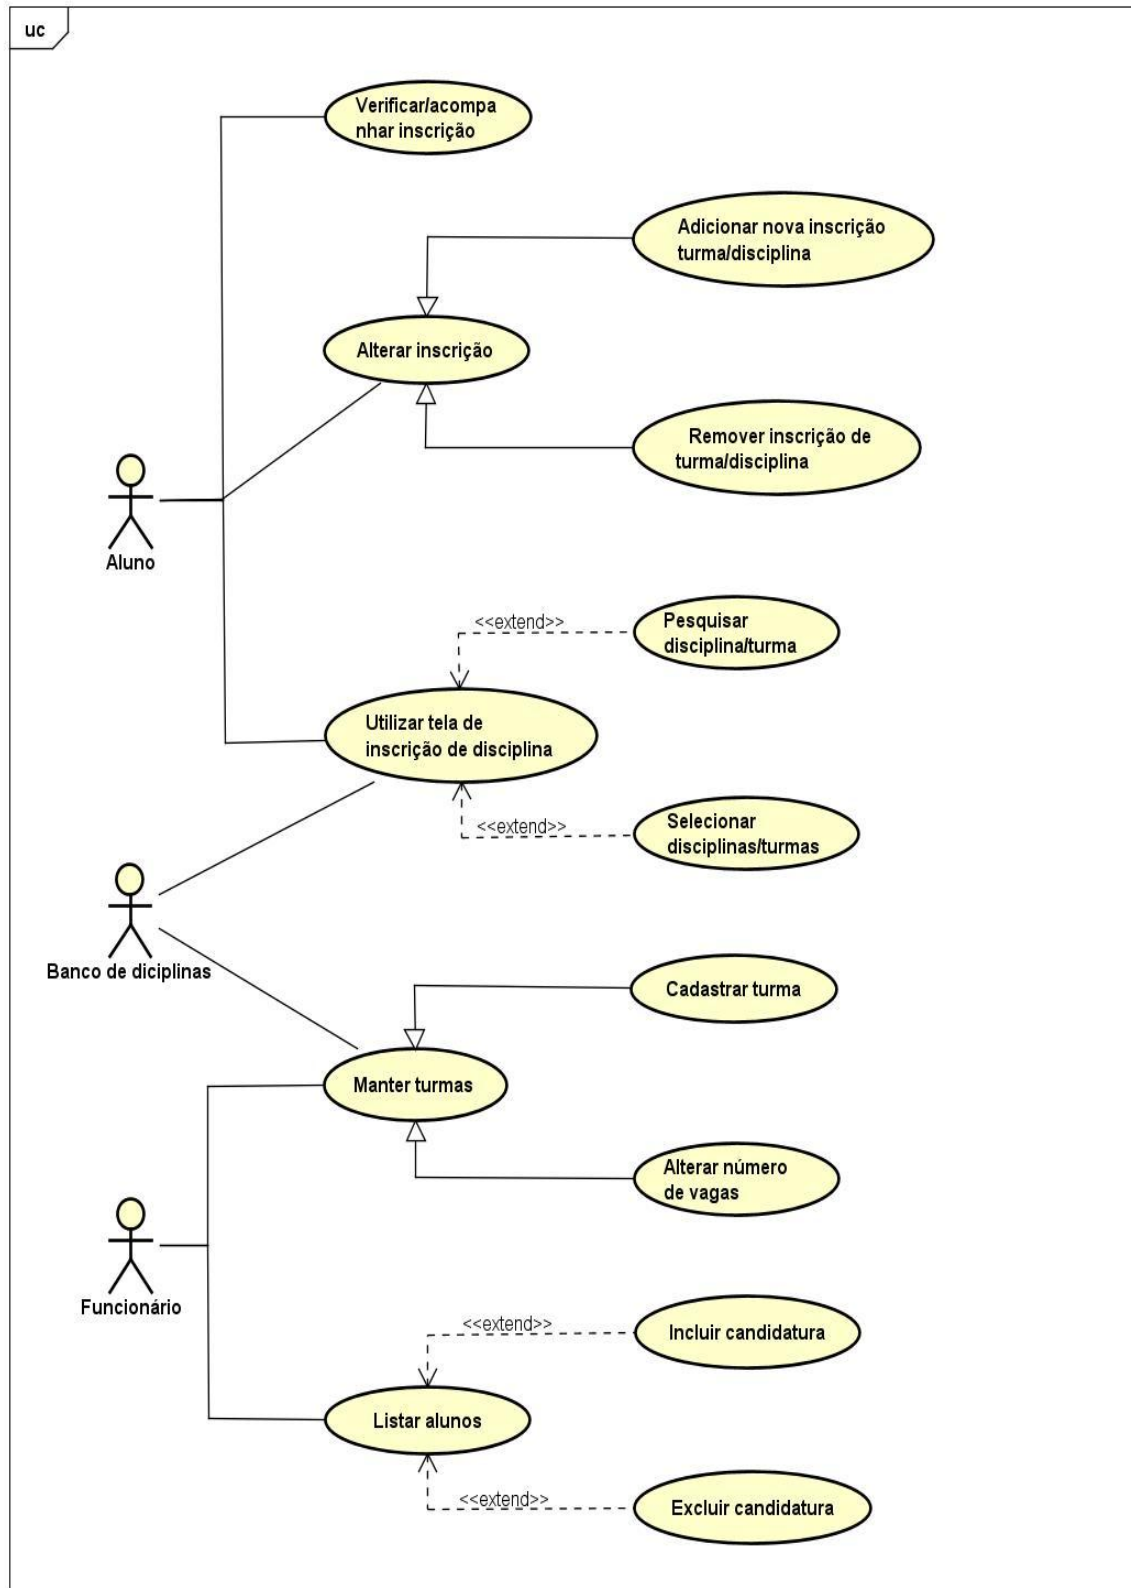 uc
Verificar/acompa
nhar inscrição
Adicionar nova inscrição
turma/disciplina
Alterar inscrição
Remover inscrição de
turma/disciplina
Aluno
<<extend>>
Pesquisar
disciplina/turma
Utilizar tela de
inscrição de disciplina
<<extend>>
Selecionar
disciplinas/turmas
Banco de diciplinas
Cadastrar turma
Manter turmas
Alterar número
de vagas
Funcionário
<<extend>>
Incluir candidatura
Listar alunos
<<extend>>
Excluir candidatura